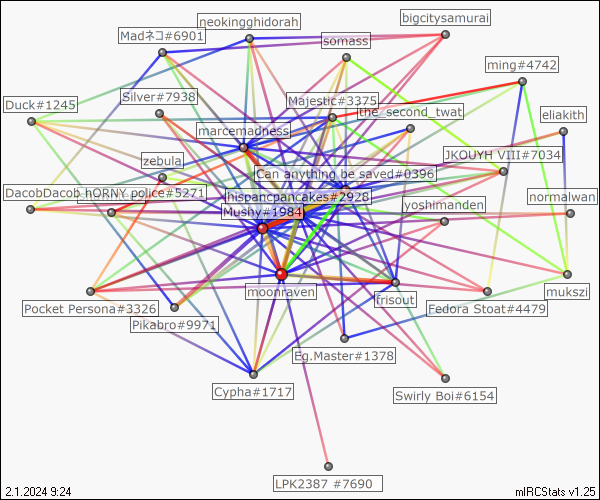 bigcitysamurai
neokingghidorah
Madネコ#6901
somass
ming#4742
Silver#7938
Majestic#3375
Duck#1245
the_second_twat
eliakith
marcemadness
JKOUYH VIII#7034
zebula
Can anything be saved#0396
DacobDacob
hORNY police#5271
hispancpancakes#2928
normalwan
Mushy#1984
yoshimanden
moonraven
mukszi
frisout
Pocket Persona#3326
Fedora Stoat#4479
Pikabro#9971
Eg.Master#1378
Cypha#1717
Swirly Boi#6154
LPK2387 #7690
2.1.2024 9:24
mIRCStats v1.25